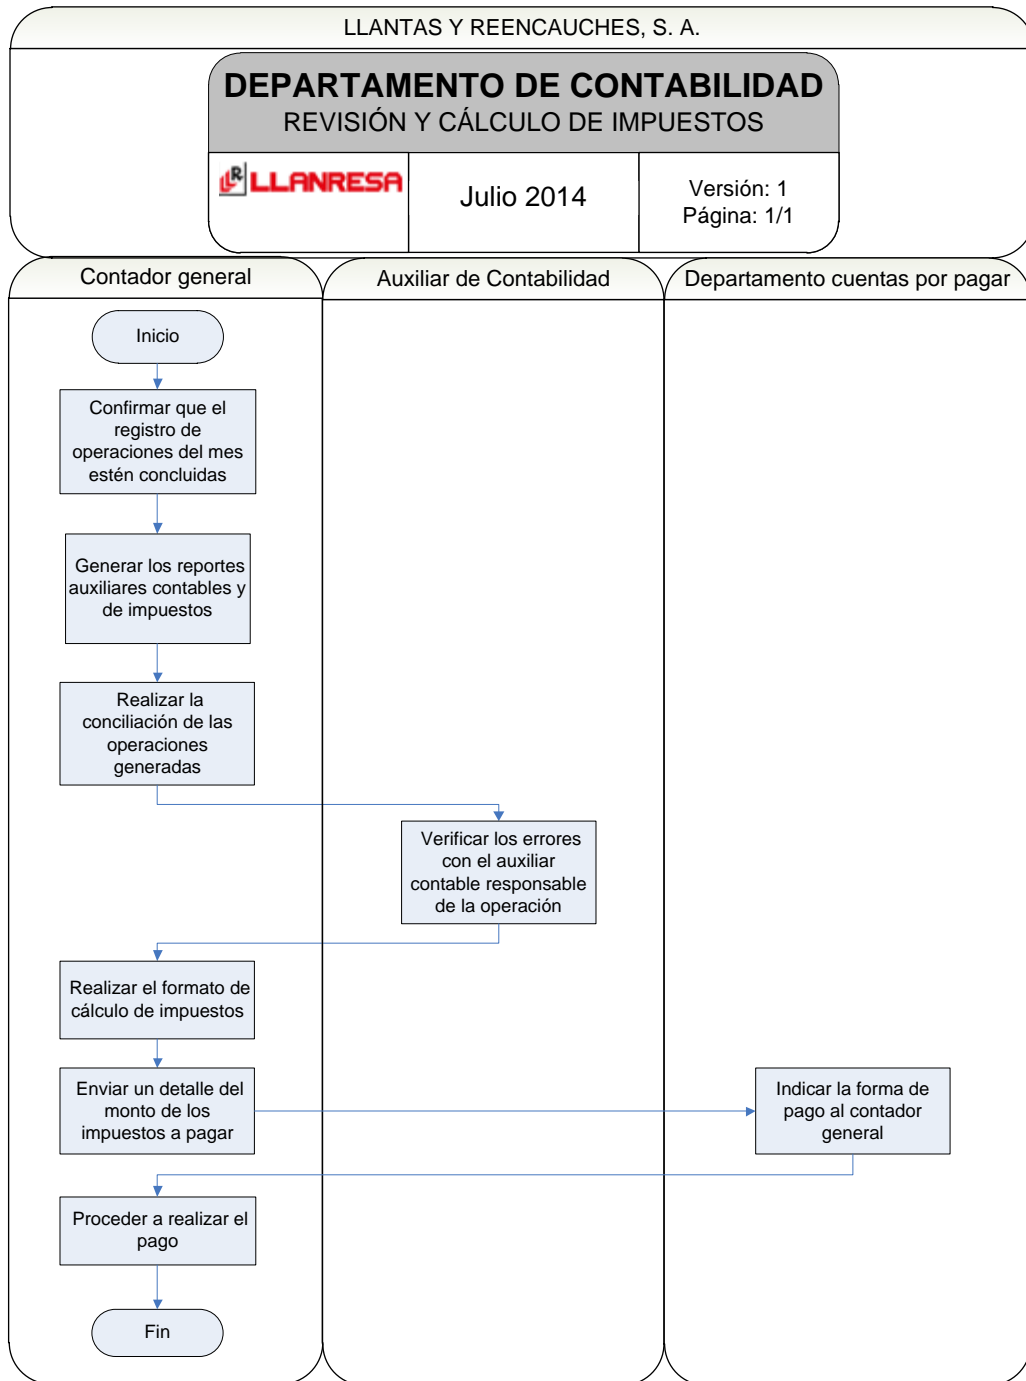 LLANTAS Y REENCAUCHES, S. A.
DEPARTAMENTO DE CONTABILIDAD
REVISIÓN Y CÁLCULO DE IMPUESTOS
LR LLANRESA
Julio 2014
Versión: 1
Página: 1/1
Contador general
Auxiliar de Contabilidad
Departamento cuentas por pagar
Inicio
Confirmar que el
registro de
operaciones del mes
estén concluidas
Generar los reportes
auxiliares contables y
de impuestos
Realizar la
conciliación de las
operaciones
generadas
Verificar los errores
con el auxiliar
contable responsable
de la operación
Realizar el formato de
cálculo de impuestos
Enviar un detalle del
monto de los
impuestos a pagar
Indicar la forma de
pago al contador
general
Proceder a realizar el
pago
Fin